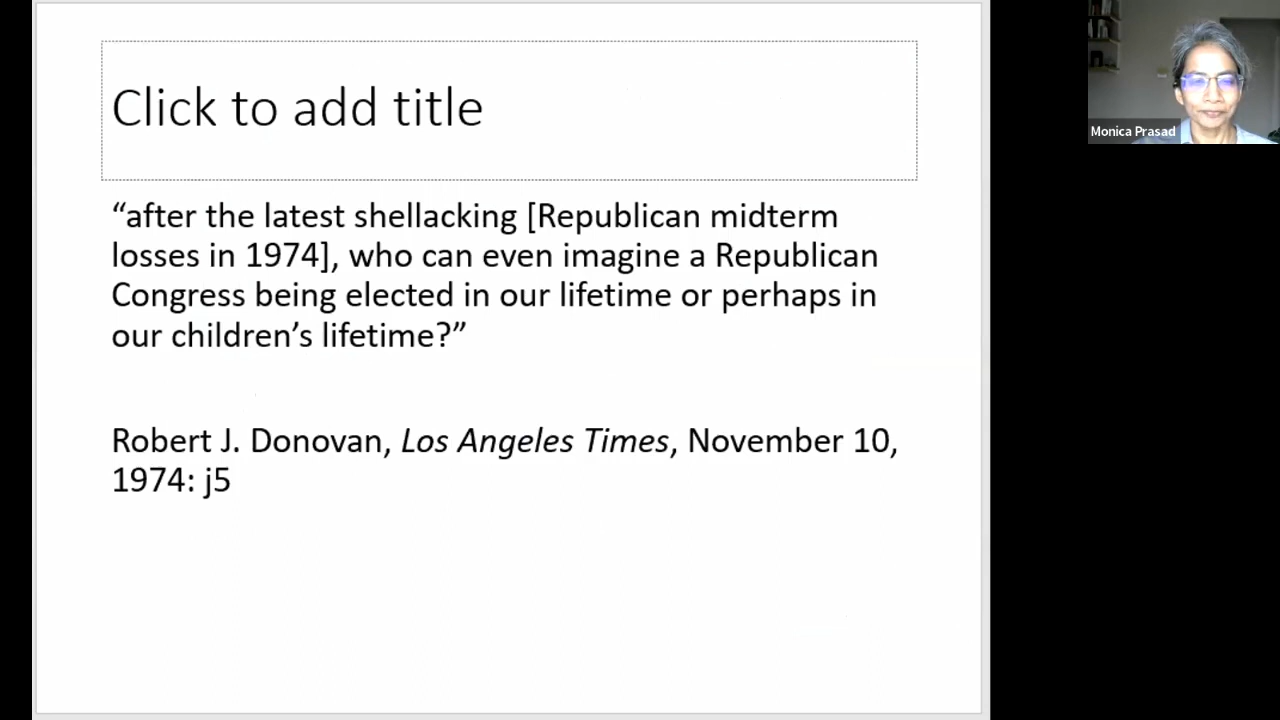 Click to add title
“after the latest shellacking [Republican midterm
losses in 1974], who can even imagine a Republican
Congress being elected in our lifetime or perhaps in
our children’s lifetime?”
Robert J. Donovan, Los Angeles Times, November 10,
1974: j5
Monica Prasad